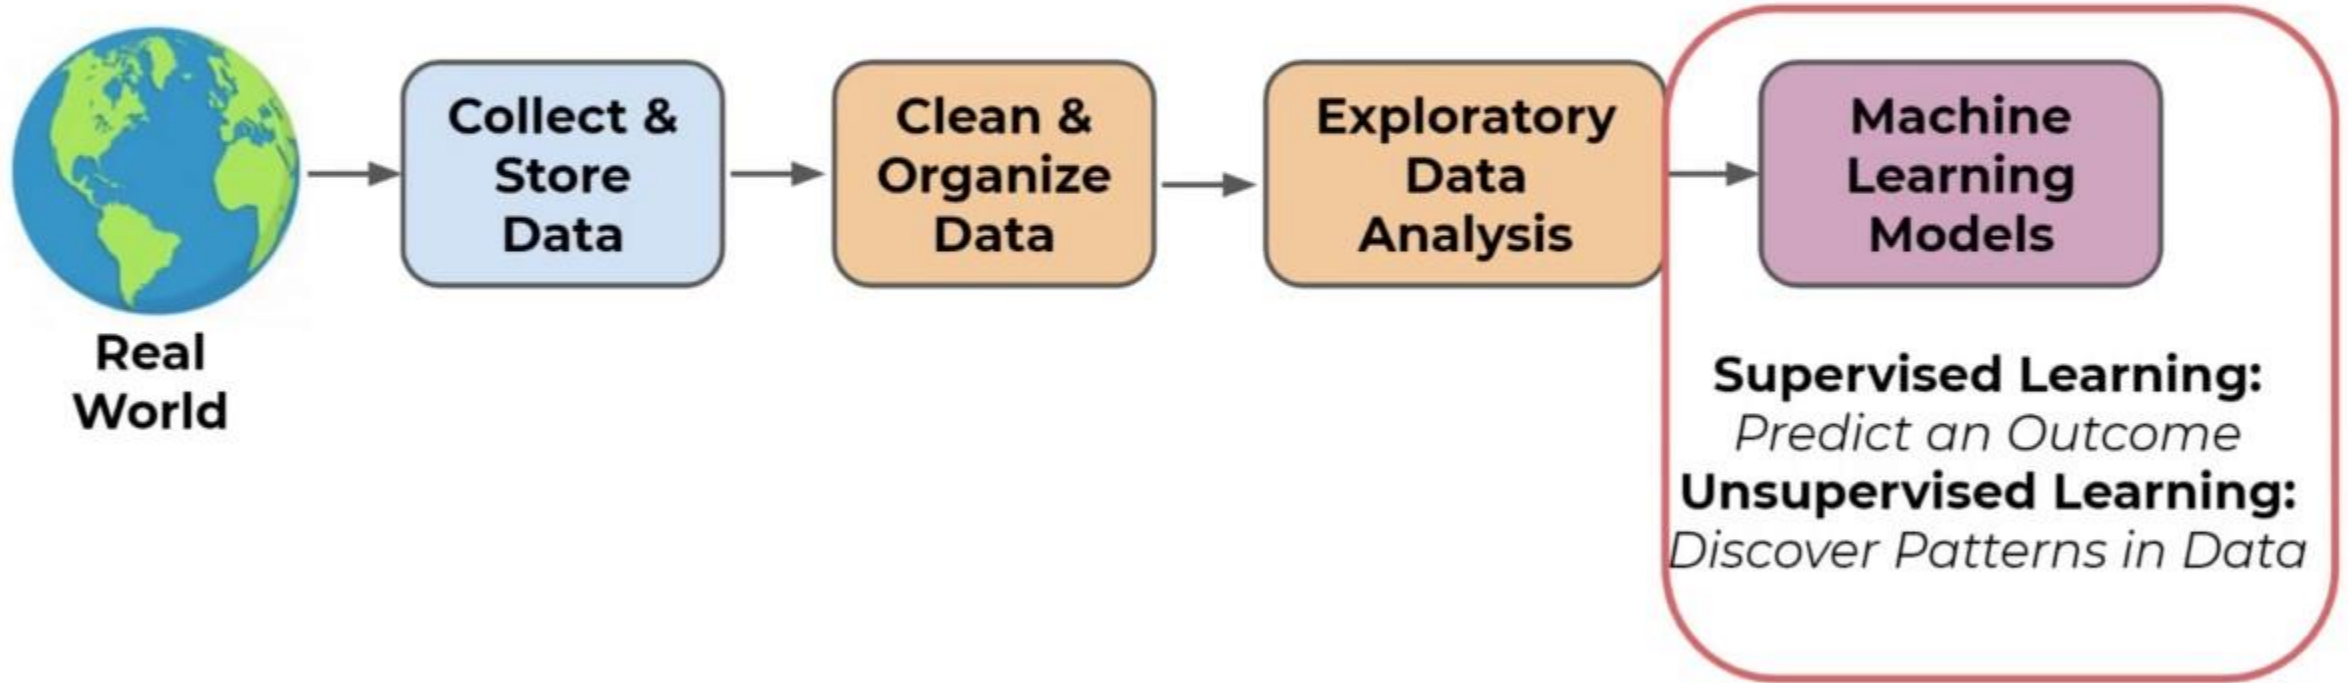 Real
World
Collect &
Store
Data
Clean &
Organize
Data
Exploratory
Data
Analysis
Machine
Learning
Models
Supervised Learning:
Predict an Outcome
Unsupervised Learning:
Discover Patterns in Data